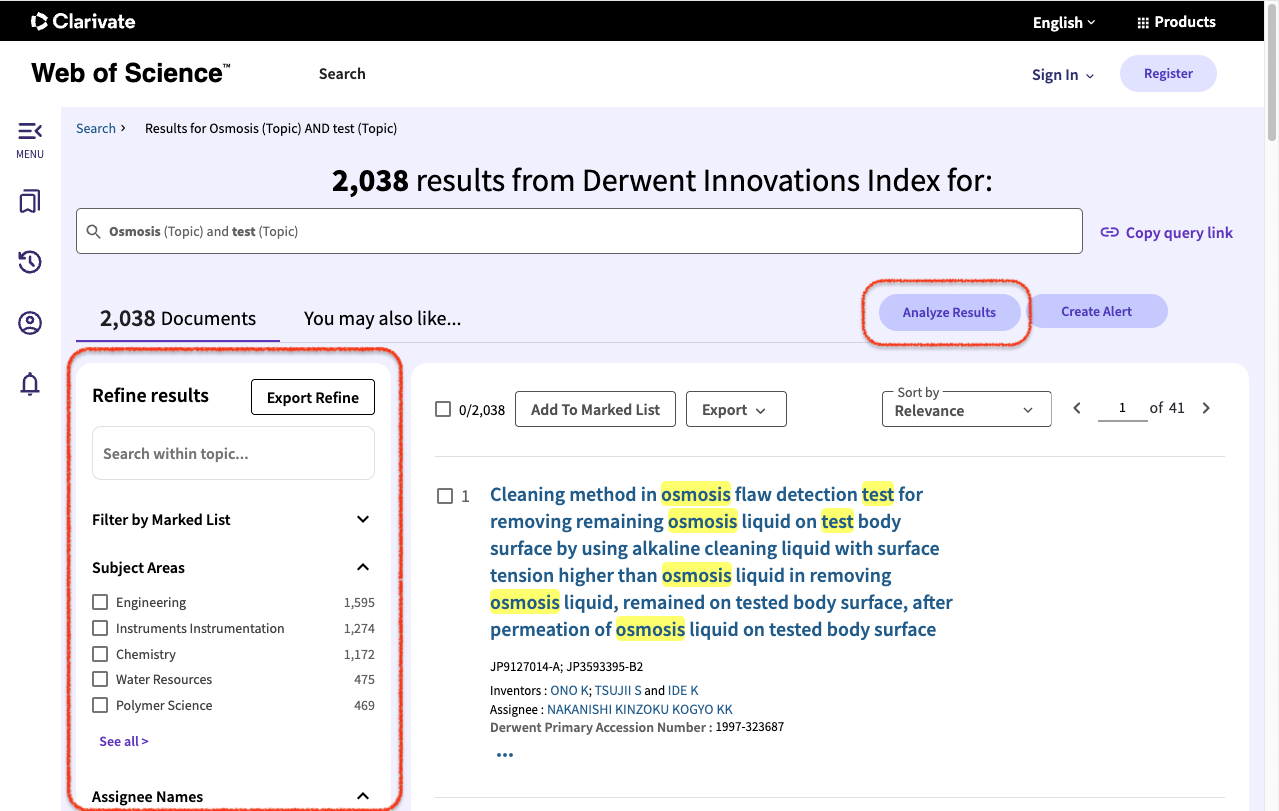 Clarivate
English
Products
Web of Science™
Search
Sign In
Register
MENU
Search > Results for Osmosis (Topic) AND test (Topic)
2,038 results from Derwent Innovations Index for:
Osmosis (Topic) and test (Topic)
Copy query link
2,038 Documents
You may also like...
Analyze Results
Create Alert
Refine results
Export Refine
Search within topic...
Filter by Marked List
Subject Areas
Engineering 1,595
Instruments Instrumentation 1,274
Chemistry 1,172
Water Resources 475
Polymer Science 469
See all >
Assignee Names
0/2,038
Add To Marked List
Export
Sort by
Relevance
1 of 41
1
Cleaning method in osmosis flaw detection test for
removing remaining osmosis liquid on test body
surface by using alkaline cleaning liquid with surface
tension higher than osmosis liquid in removing
osmosis liquid, remained on tested body surface, after
permeation of osmosis liquid on tested body surface
JP9127014-A; JP3593395-B2
Inventors : ONO K; TSUJII S and IDE K
Assignee : NAKANISHI KINZOKU KOGYO KK
Derwent Primary Accession Number : 1997-323687
...